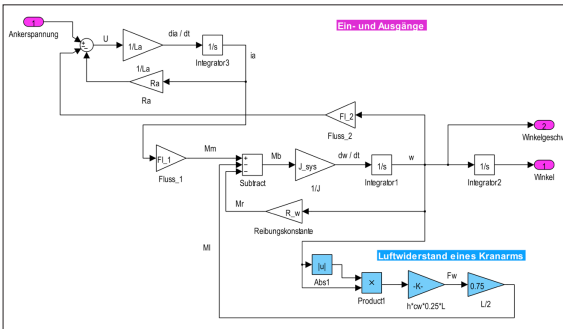 Ein- und Ausgänge
1
Ankerspannung
U
1/La
1/La
dia / dt
1/s
Integrator3
ia
Ra
Ra
Fl_2
Fluss_2
2
Winkelgeschw
Fl_1
Fluss_1
Mm
Subtract
Mb
J_sys
1/J
dw / dt
1/s
Integrator1
w
1/s
Integrator2
1
Winkel
Mr
R_w
Reibungskonstante
Ml
Luftwiderstand eines Kranarms
|u|
Abs1
×
Product1
-K-
h*cw*0.25*L
Fw
0.75
L/2